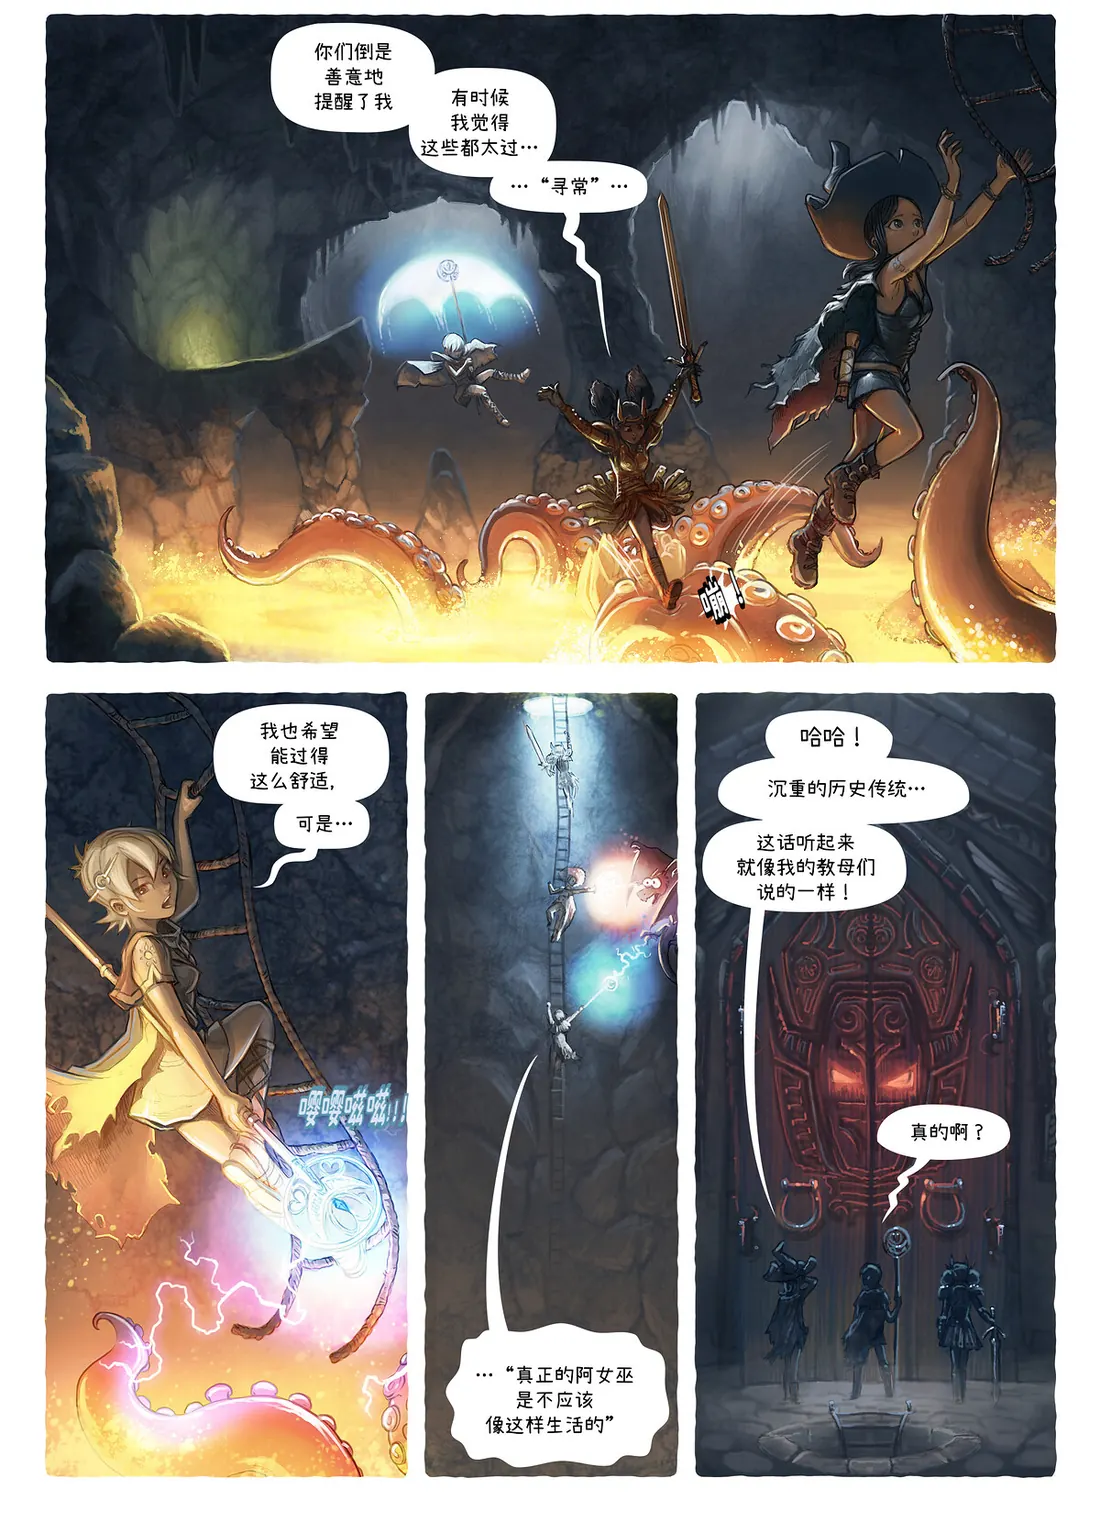 你们倒是
善意地
提醒了我
有时候
我觉得
这些都太过…
…“寻常”…
嘣！
我也希望
能过得
这么舒适，
可是…
嘤嘤嗞嗞!!!
…“真正的阿女巫
是不应该
像这样生活的”
哈哈！
沉重的历史传统…
这话听起来
就像我的教母们
说的一样！
真的啊？